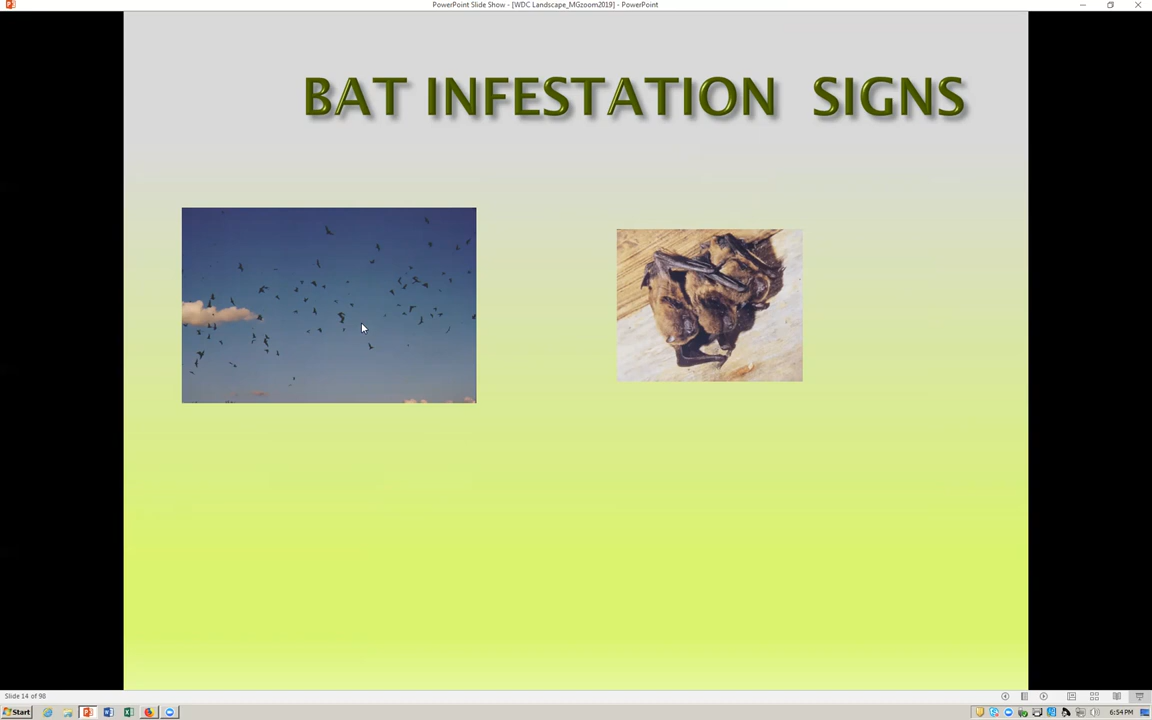 PowerPoint Slide Show - [WDC Landscape_MGzoom2019] - PowerPoint
BAT INFESTATION SIGNS
Slide 14 of 98
Start
6:54 PM